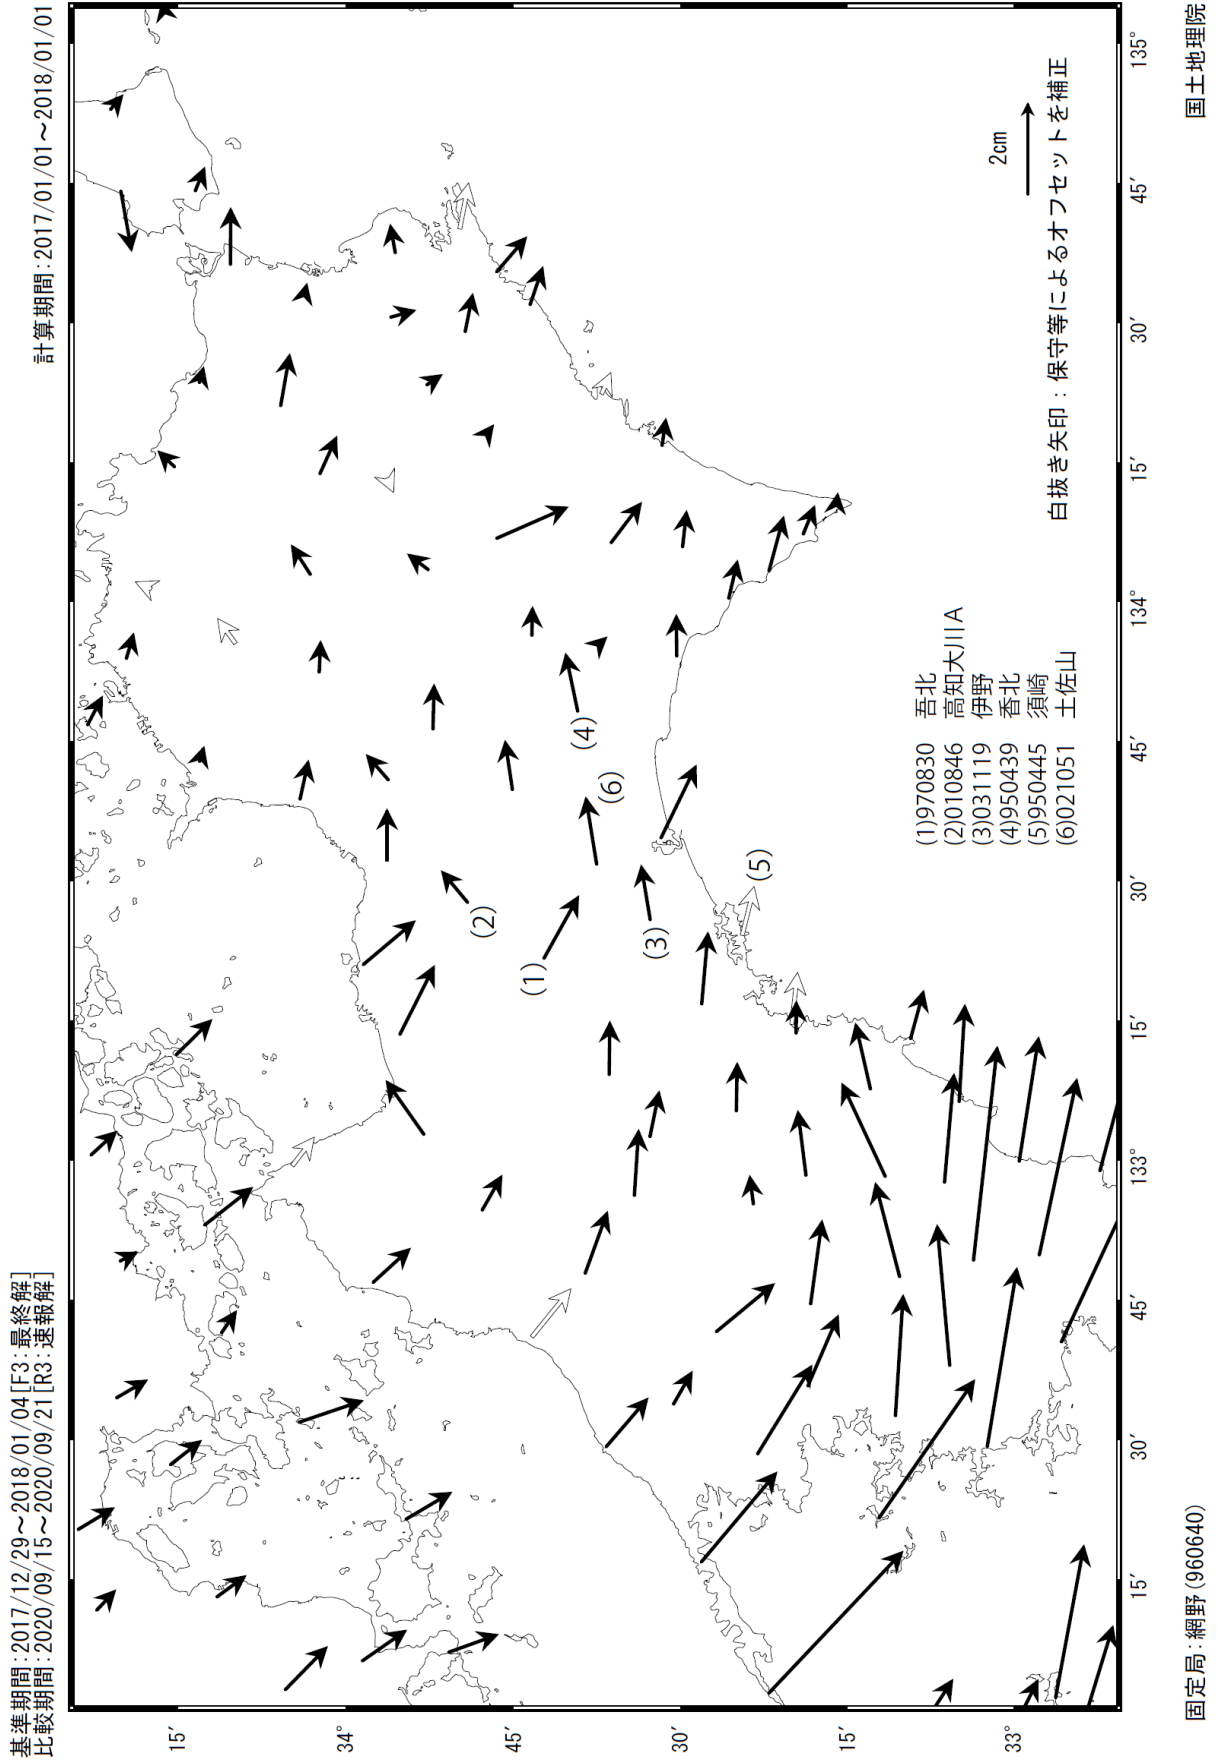 基準期間:2017/12/29～2018/01/04[F3:最終解]
比較期間:2020/09/15～2020/09/21[R3:速報解]
計算期間:2017/01/01～2018/01/01
15′
34°
45′
30′
15′
33°
15′
30′
45′
133°
15′
30′
45′
134°
15′
30′
45′
135°
(1)
(2)
(3)
(4)
(5)
(6)
(1)970830 吾北
(2)010846 高知大川A
(3)031119 伊野
(4)950439 香北
(5)950445 須崎
(6)021051 土佐山
2cm
白抜き矢印：保守等によるオフセットを補正
固定局:網野(960640)
国土地理院